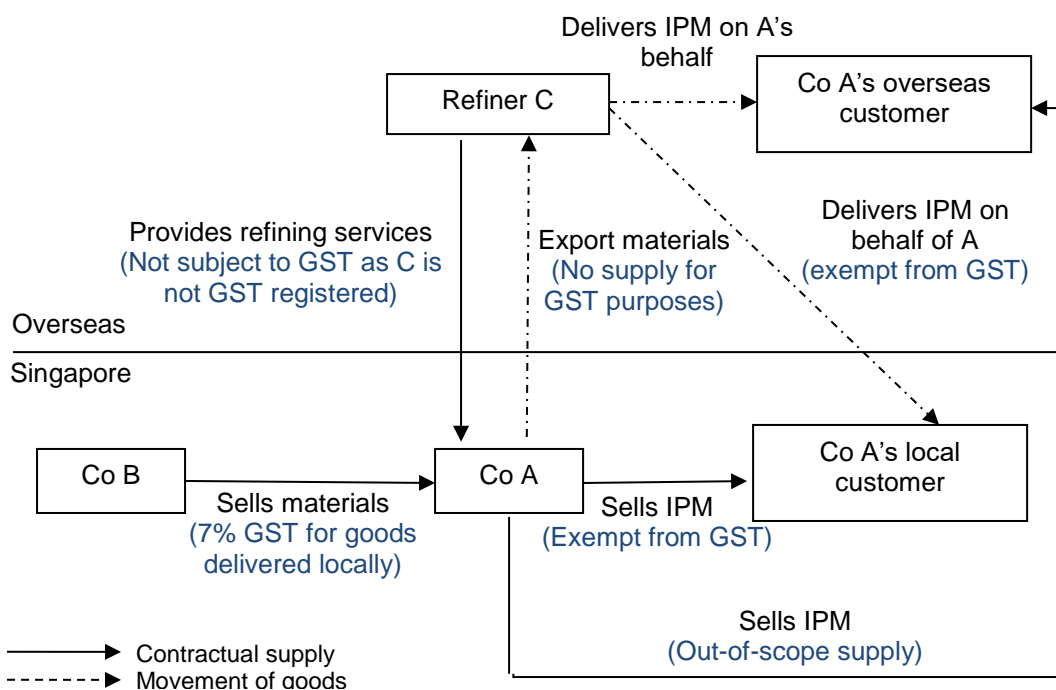 Delivers IPM on A's
behalf
Refiner C
Co A's overseas
customer
Provides refining services
(Not subject to GST as C is
not GST registered)
Export materials
(No supply for
GST purposes)
Delivers IPM on
behalf of A
(exempt from GST)
Overseas
Singapore
Co B
Co A
Co A's local
customer
Sells materials
(7% GST for goods
delivered locally)
Sells IPM
(Exempt from GST)
Sells IPM
(Out-of-scope supply)
Contractual supply
Movement of goods